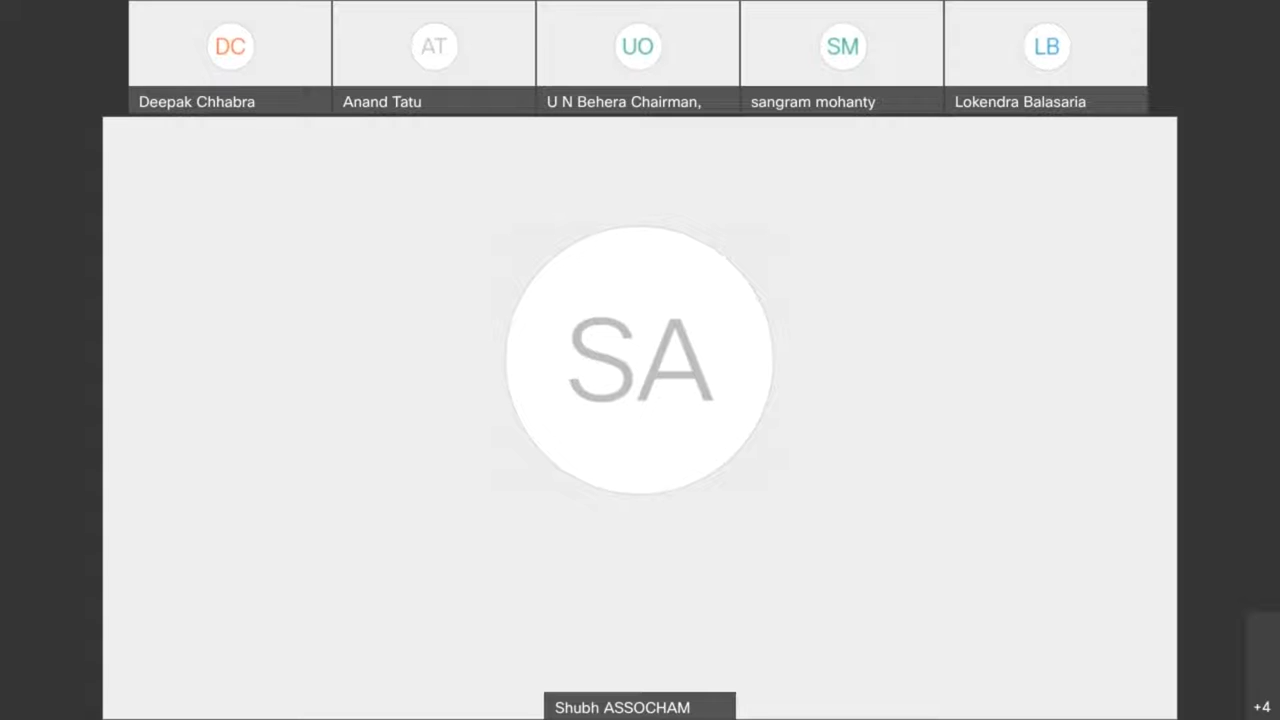 DC
AT
UO
SM
LB
Deepak Chhabra
Anand Tatu
U N Behera Chairman,
sangram mohanty
Lokendra Balasaria
SA
Shubh ASSOCHAM
+4